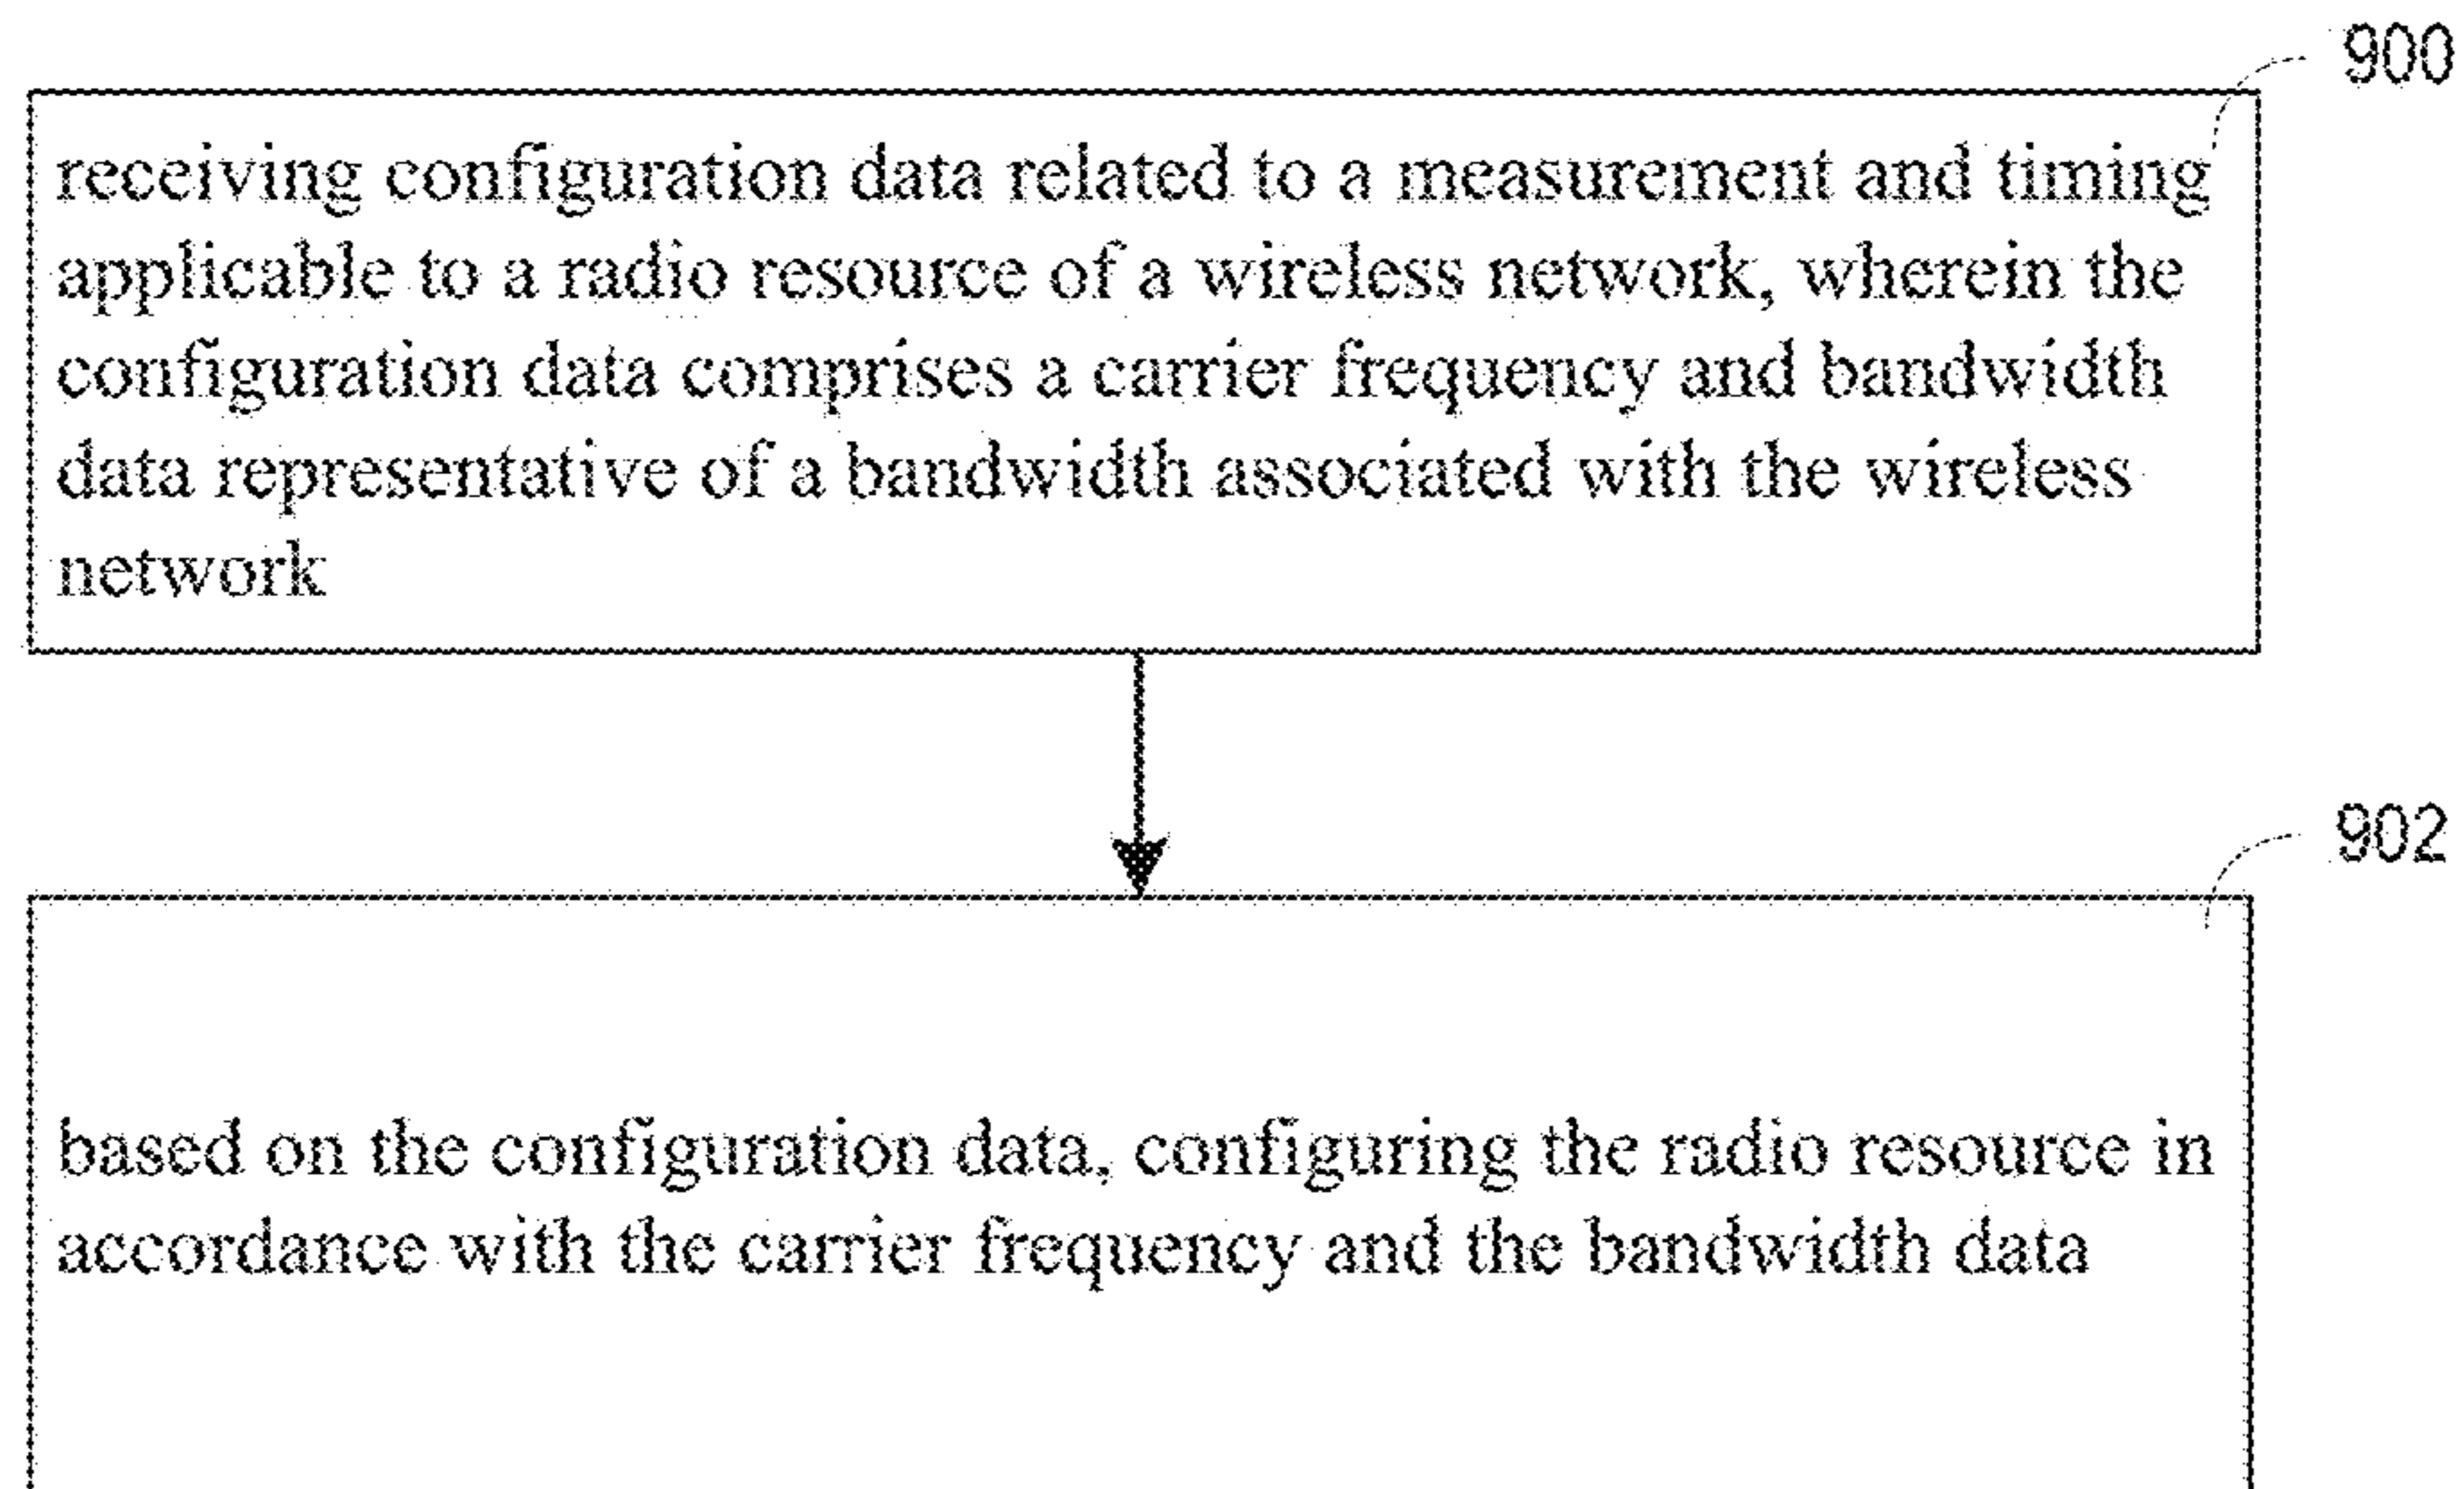 900
receiving configuration data related to a measurement and timing
applicable to a radio resource of a wireless network, wherein the
configuration data comprises a carrier frequency and bandwidth
data representative of a bandwidth associated with the wireless
network
902
based on the configuration data, configuring the radio resource in
accordance with the carrier frequency and the bandwidth data